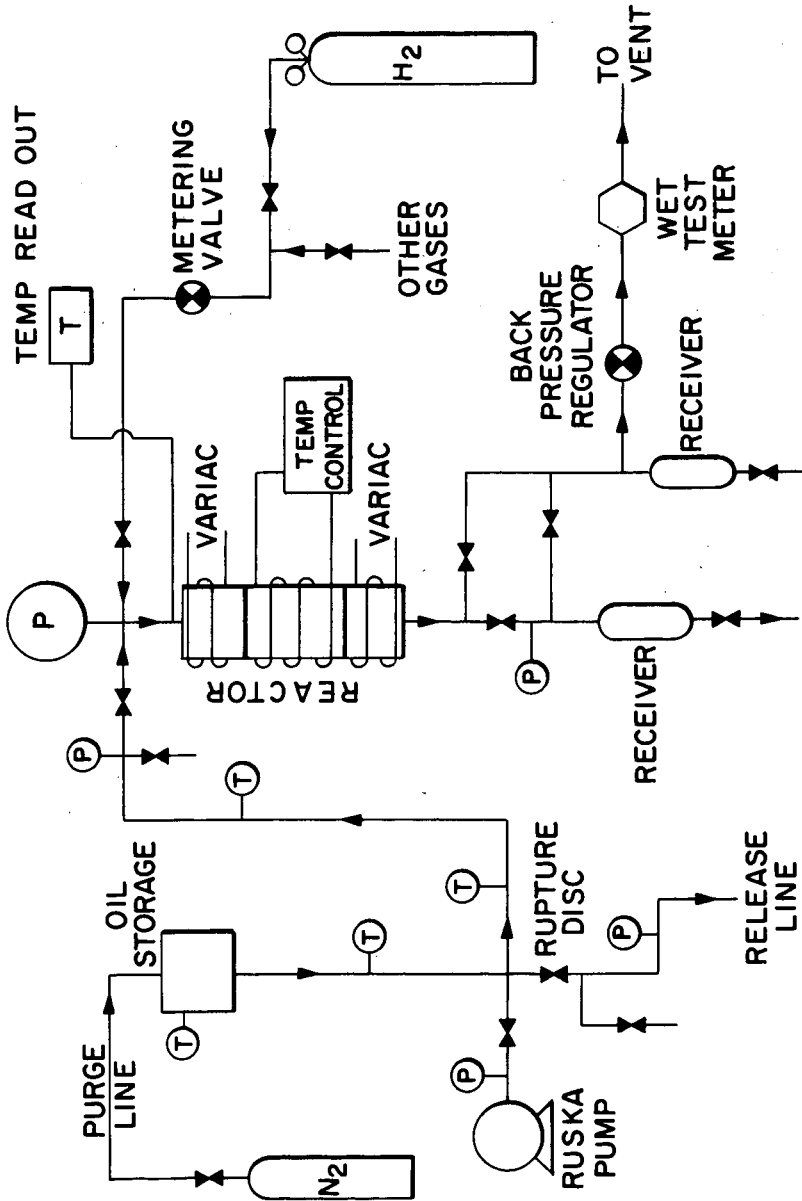 PURGE
LINE
N2
OIL
STORAGE
T
T
T
T
P
RUSKA
PUMP
RUPTURE
DISC
P
RELEASE
LINE
P
P
REACTOR
VARIAC
TEMP
CONTROL
VARIAC
TEMP READ OUT
T
METERING
VALVE
H2
OTHER
GASES
P
RECEIVER
RECEIVER
BACK
PRESSURE
REGULATOR
WET
TEST
METER
TO
VENT